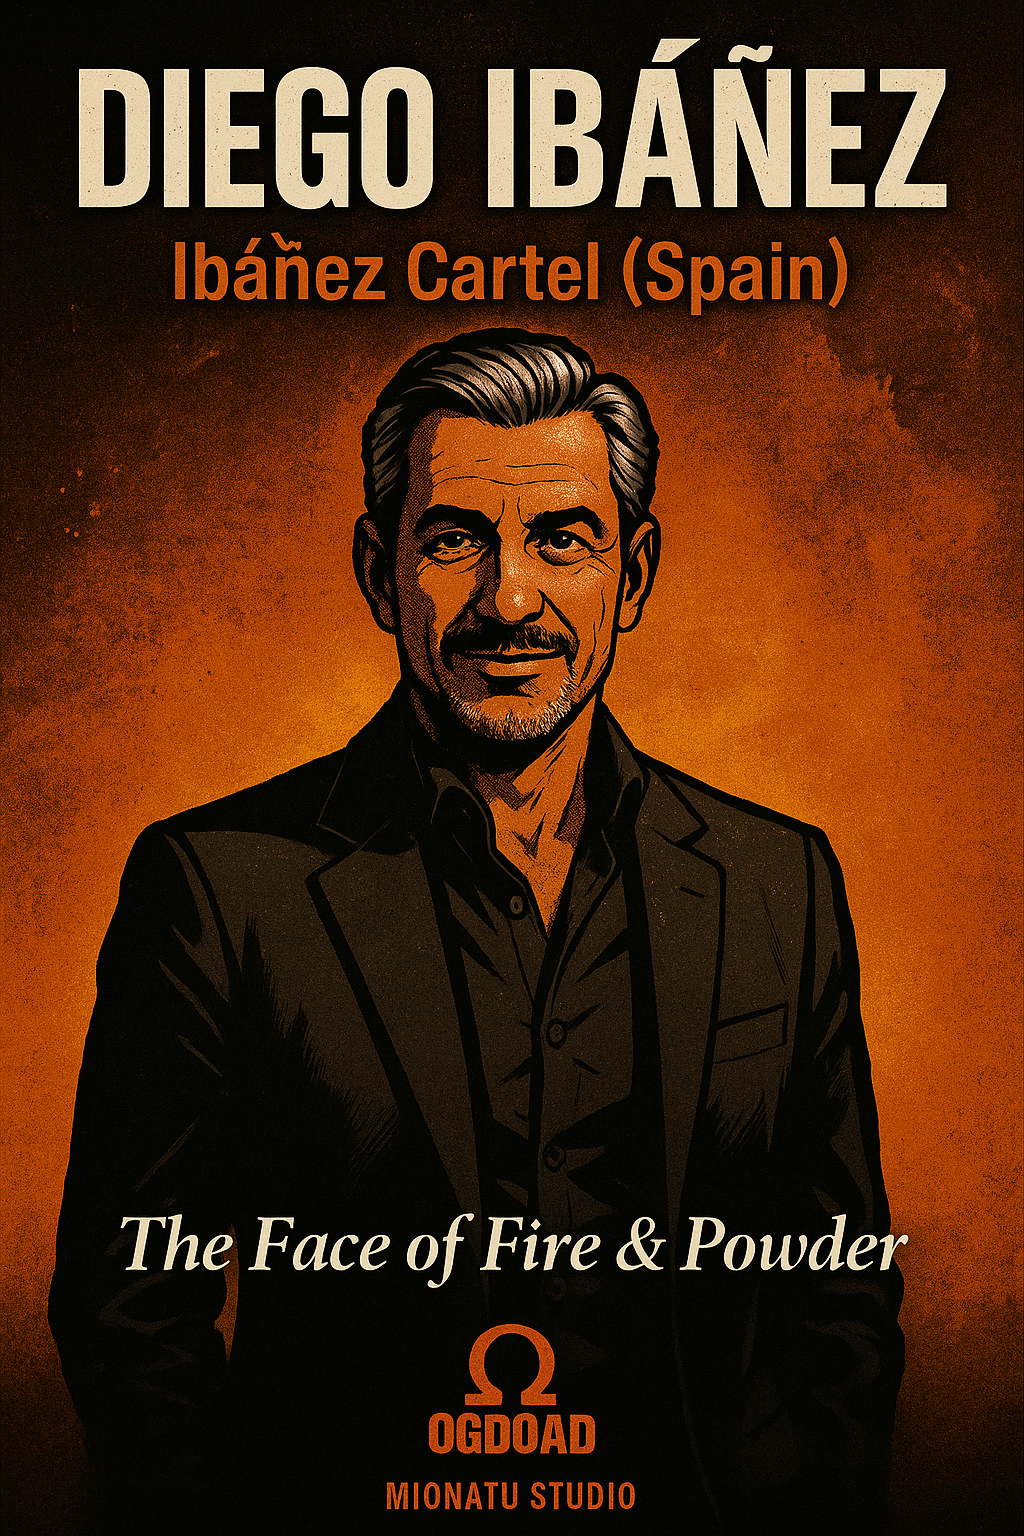 DIEGO IBÁÑEZ
Ibáñez Cartel (Spain)
The Face of Fire & Powder
Ω
OGDOAD
MIONATU STUDIO